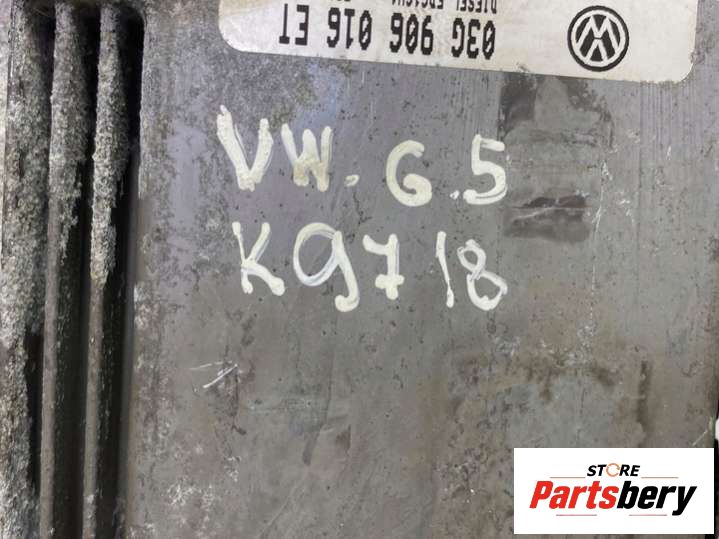 03G 906 016 ET
VW.G.5
K9718
STORE
Partsbery